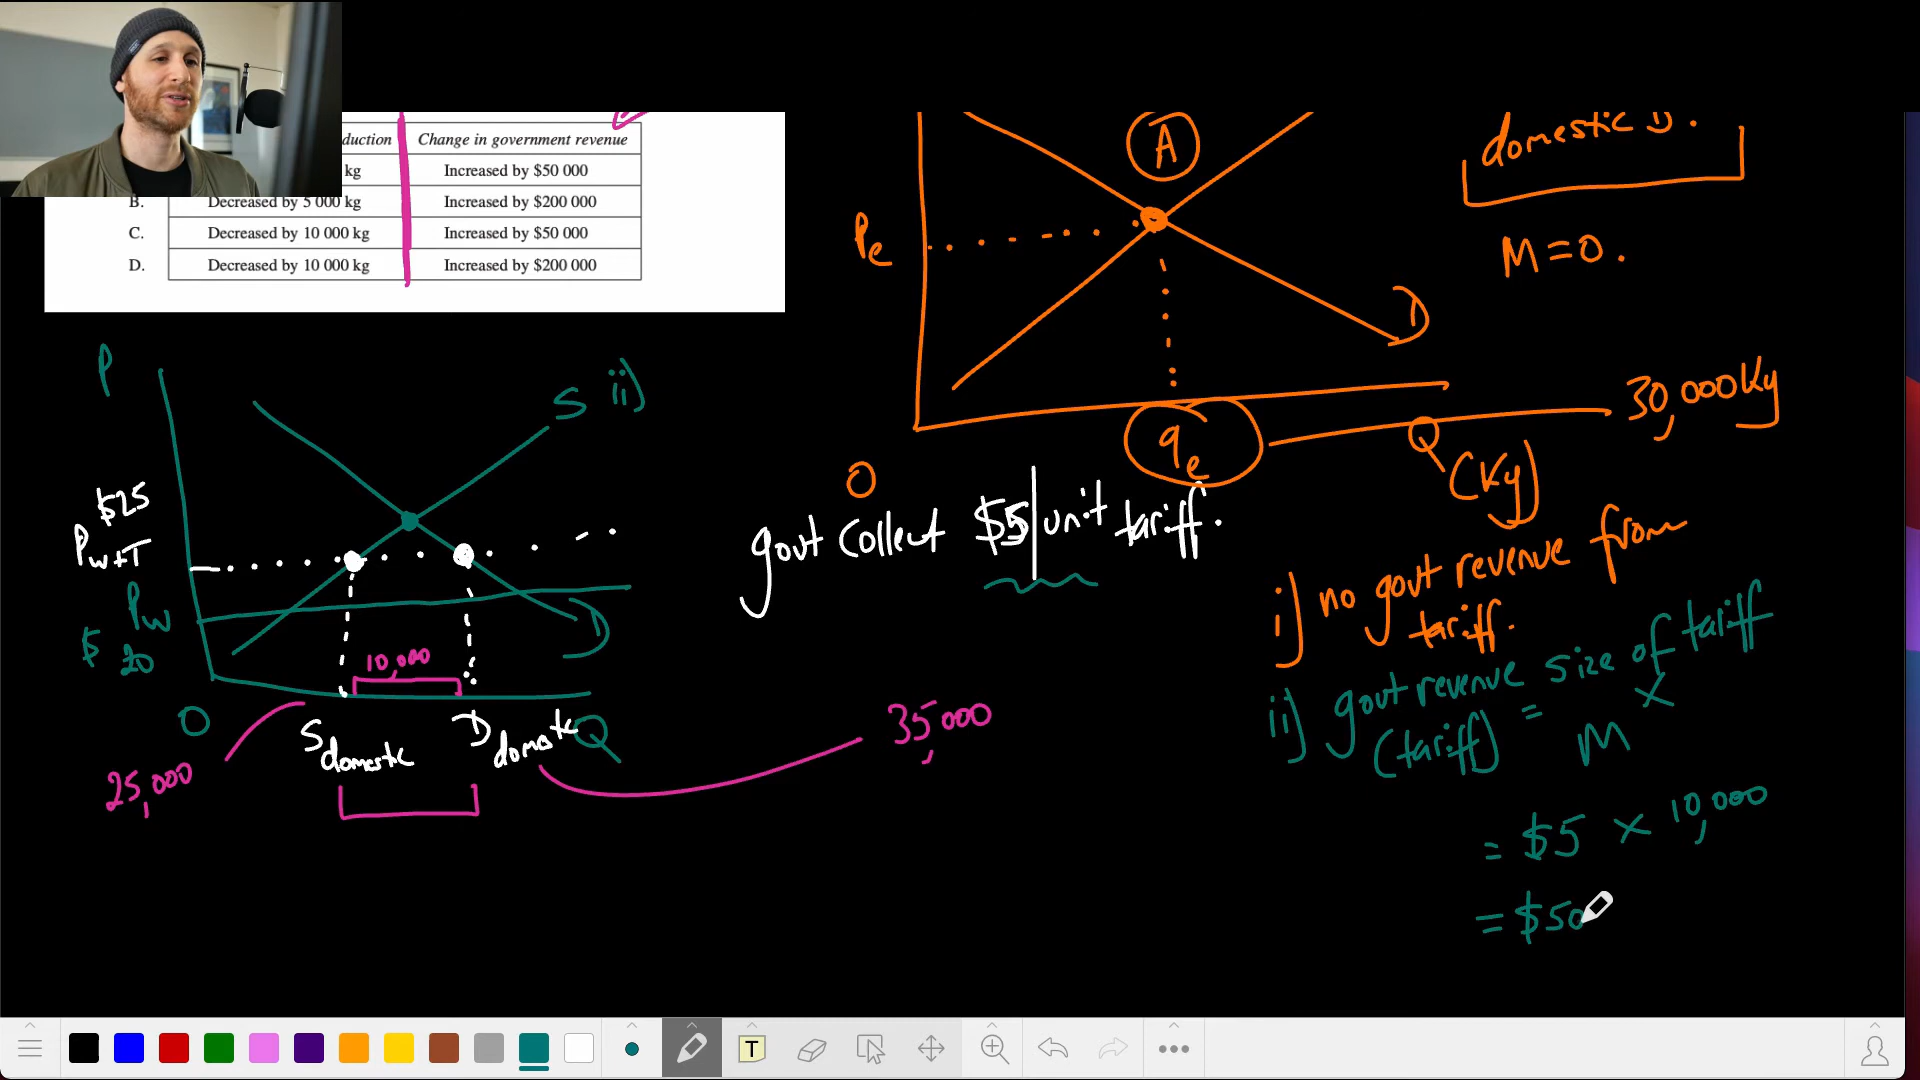 duction Change in government revenue
kg Increased by $50 000
B. Decreased by 5 000 kg Increased by $200 000
C. Decreased by 10 000 kg Increased by $50 000
D. Decreased by 10 000 kg Increased by $200 000
A
domestic D.
M=0.
Pe
D
30,000Kg
qe
Q
(Kg)
O
P
S ii)
$25
Pw+T
Pw
$ 20
D
10,000
O
S domestic
D domestic
Q
25,000
35,000
govt collect $5|unit tariff.
i) no govt revenue from
tariff.
ii) govt revenue = size of tariff
(tariff) x
M
= $5 x 10,000
= $50
T